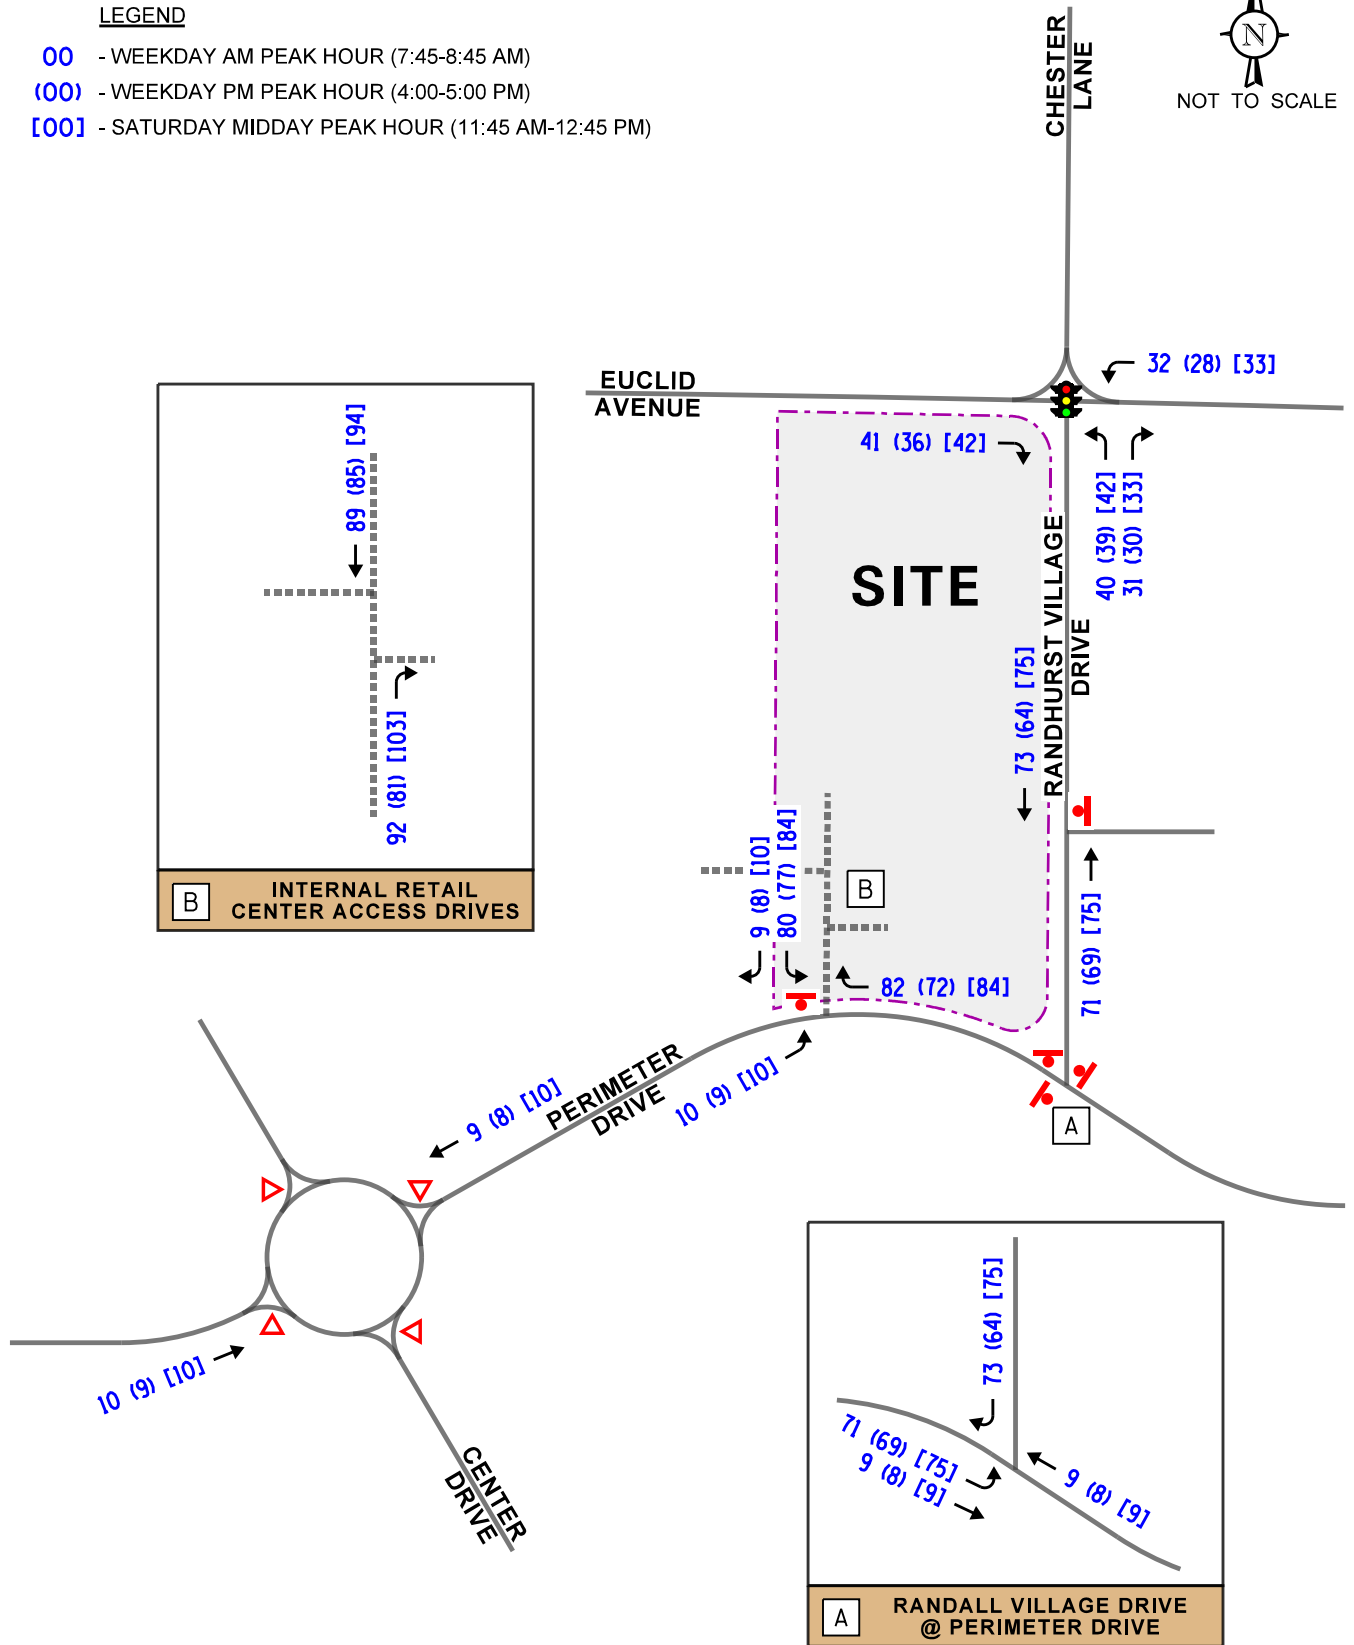 LEGEND
00 - WEEKDAY AM PEAK HOUR (7:45-8:45 AM)
(00) - WEEKDAY PM PEAK HOUR (4:00-5:00 PM)
[00] - SATURDAY MIDDAY PEAK HOUR (11:45 AM-12:45 PM)
CHESTER
LANE
N
NOT TO SCALE
EUCLID
AVENUE
32 (28) [33]
41 (36) [42]
40 (39) [42]
31 (30) [33]
SITE
RANDHURST VILLAGE
DRIVE
73 (64) [75]
71 (69) [75]
89 (85) [94]
92 (81) [103]
B
INTERNAL RETAIL
CENTER ACCESS DRIVES
9 (8) [10]
80 (77) [84]
B
82 (72) [84]
10 (9) [10]
PERIMETER
DRIVE
9 (8) [10]
A
10 (9) [10]
CENTER
DRIVE
73 (64) [75]
71 (69) [75]
9 (8) [9]
9 (8) [9]
A
RANDALL VILLAGE DRIVE
@ PERIMETER DRIVE